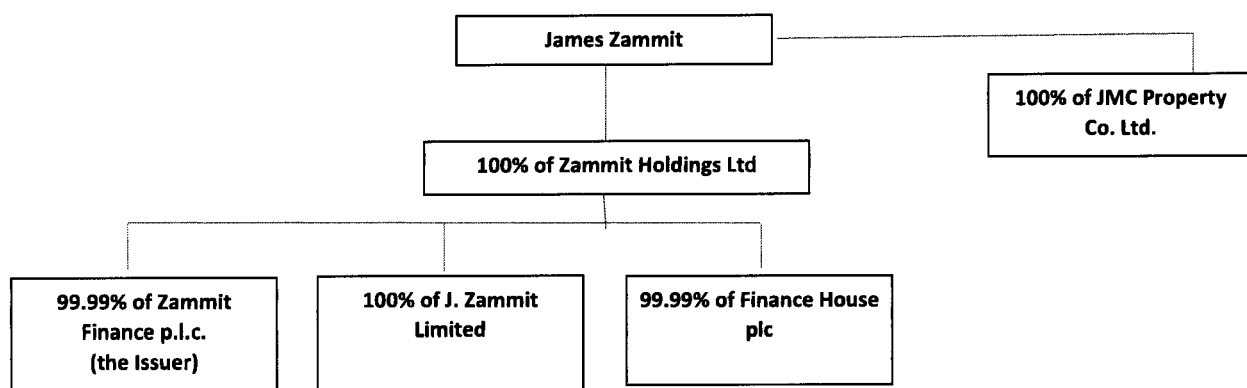 James Zammit
100% of JMC Property
Co. Ltd.
100% of Zammit Holdings Ltd
99.99% of Zammit
Finance p.l.c.
(the Issuer)
100% of J. Zammit
Limited
99.99% of Finance House
plc